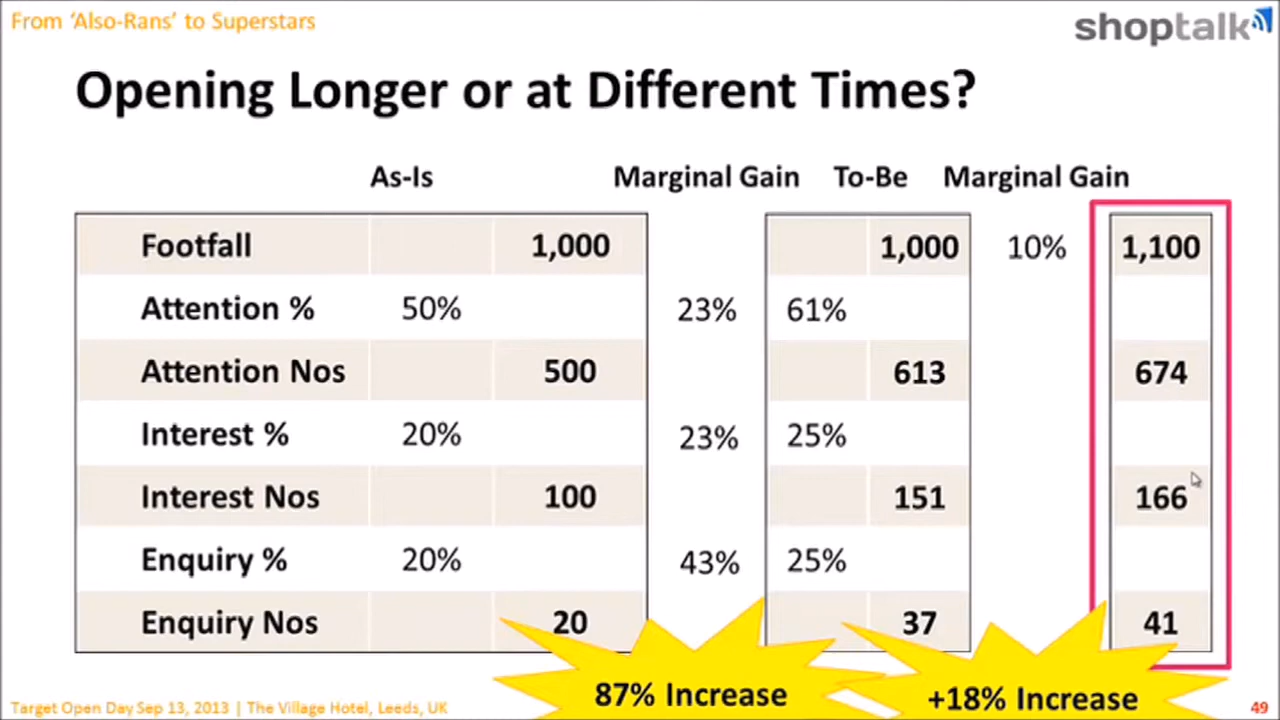 From ‘Also-Rans’ to Superstars
shoptalk
Opening Longer or at Different Times?
As-Is Marginal Gain To-Be Marginal Gain
Footfall 1,000 1,000 10% 1,100
Attention % 50% 23% 61%
Attention Nos 500 613 674
Interest % 20% 23% 25%
Interest Nos 100 151 166
Enquiry % 20% 43% 25%
Enquiry Nos 20 37 41
87% Increase +18% Increase
Target Open Day Sep 13, 2013 | The Village Hotel, Leeds, UK 49